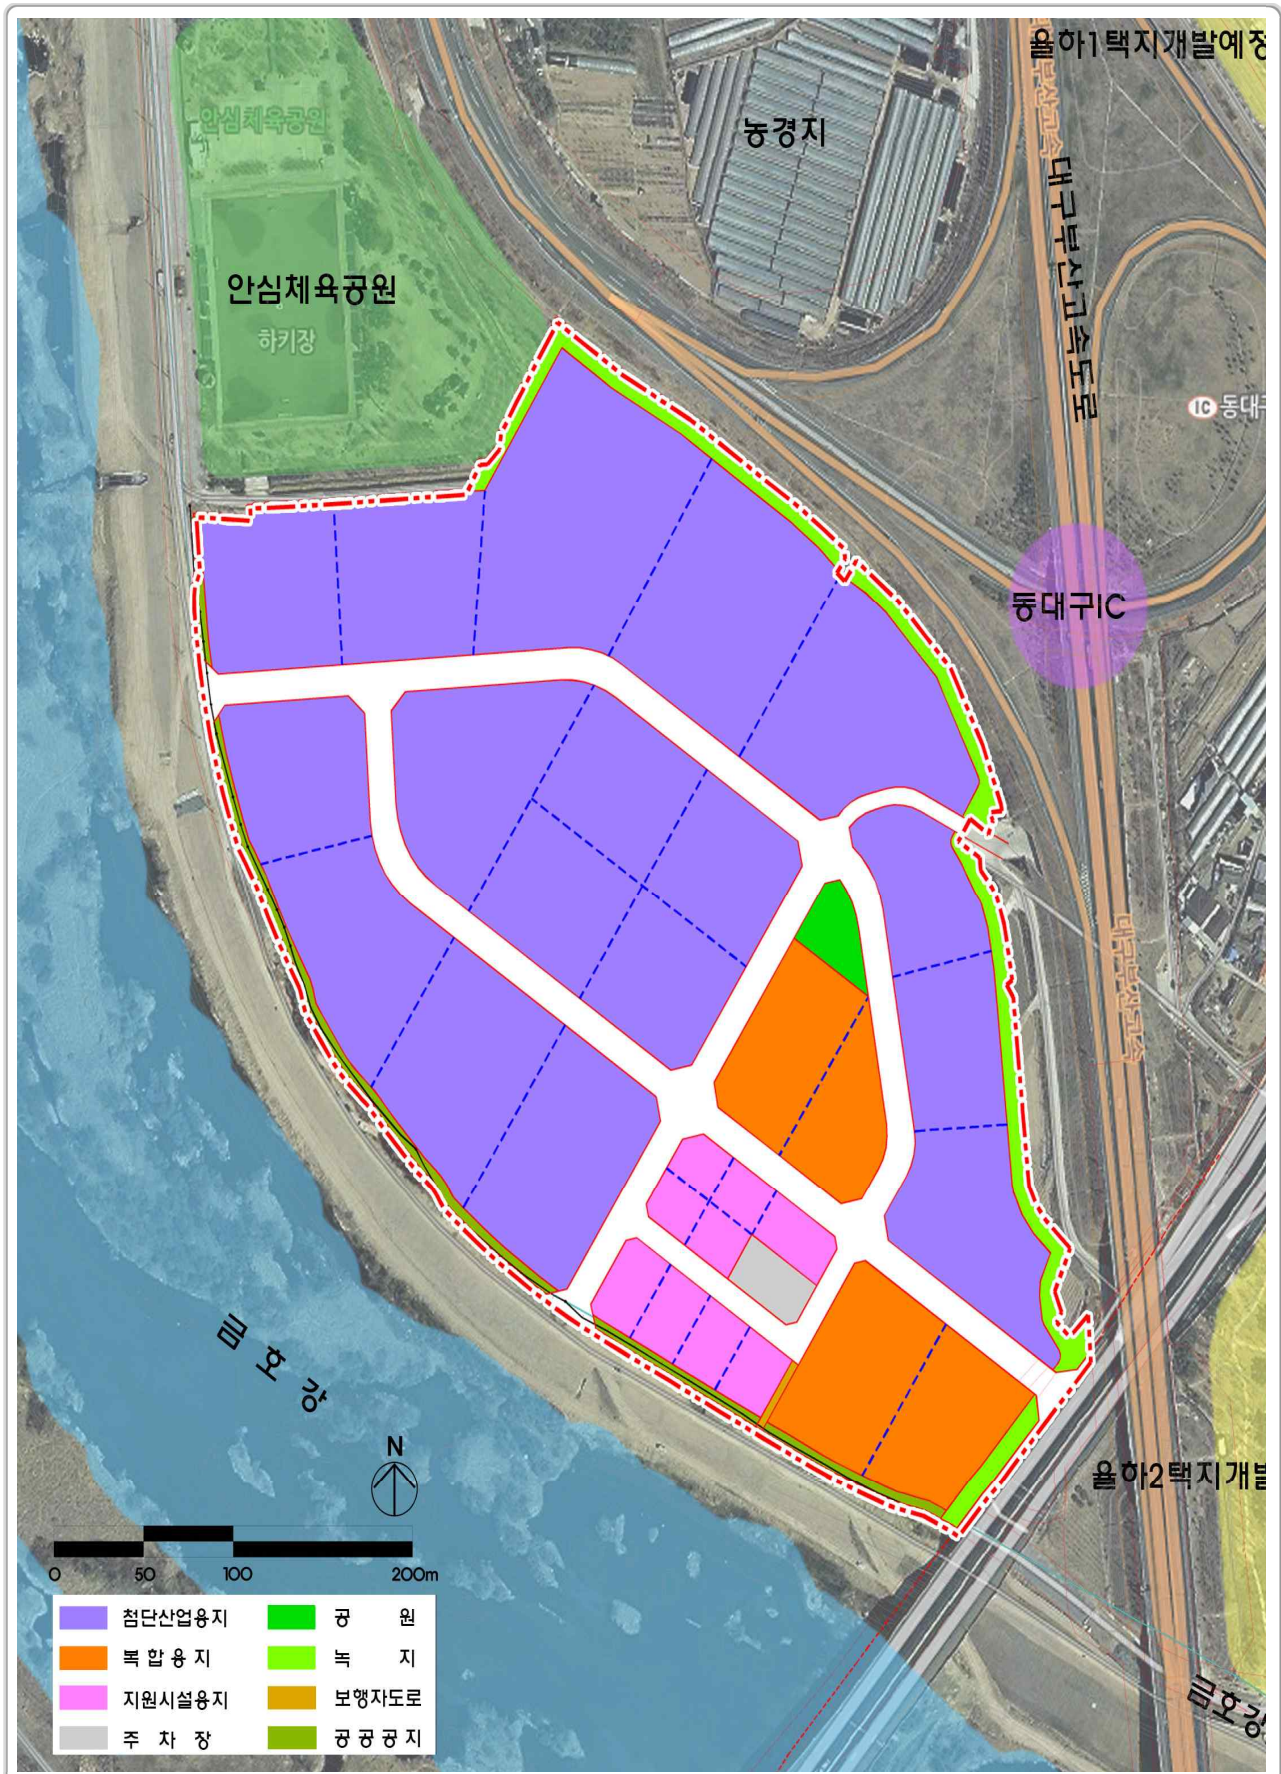 율하1택지개발예정
안심체육공원
농경지
대구부산고속도로
안심체육공원
하키장
IC 동대구
동대구IC
대구부산고속
금호강
율하2택지개발
N
0 50 100 200m
첨단산업용지 공 원
복합용지 녹 지
지원시설용지 보행자도로
주 차 장 공공공지
금호강